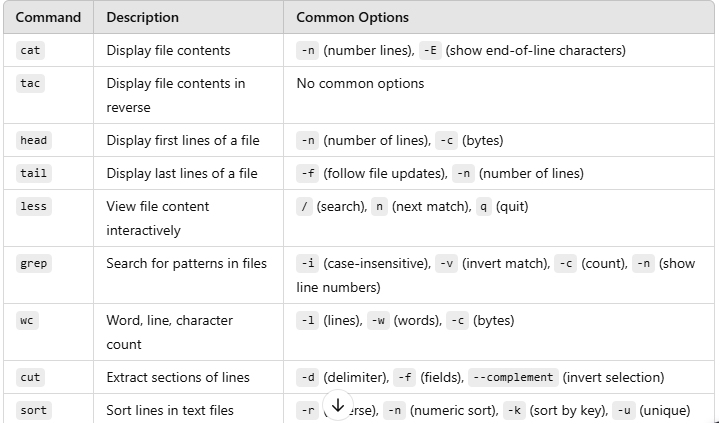 Command Description Common Options
cat Display file contents -n (number lines), -E (show end-of-line characters)
tac Display file contents in No common options
reverse
head Display first lines of a file -n (number of lines), -c (bytes)
tail Display last lines of a file -f (follow file updates), -n (number of lines)
less View file content / (search), n (next match), q (quit)
interactively
grep Search for patterns in files -i (case-insensitive), -v (invert match), -c (count), -n (show
line numbers)
wc Word, line, character -l (lines), -w (words), -c (bytes)
count
cut Extract sections of lines -d (delimiter), -f (fields), --complement (invert selection)
sort Sort lines in text files -r -n (numeric sort), -k (sort by key), -u (unique)